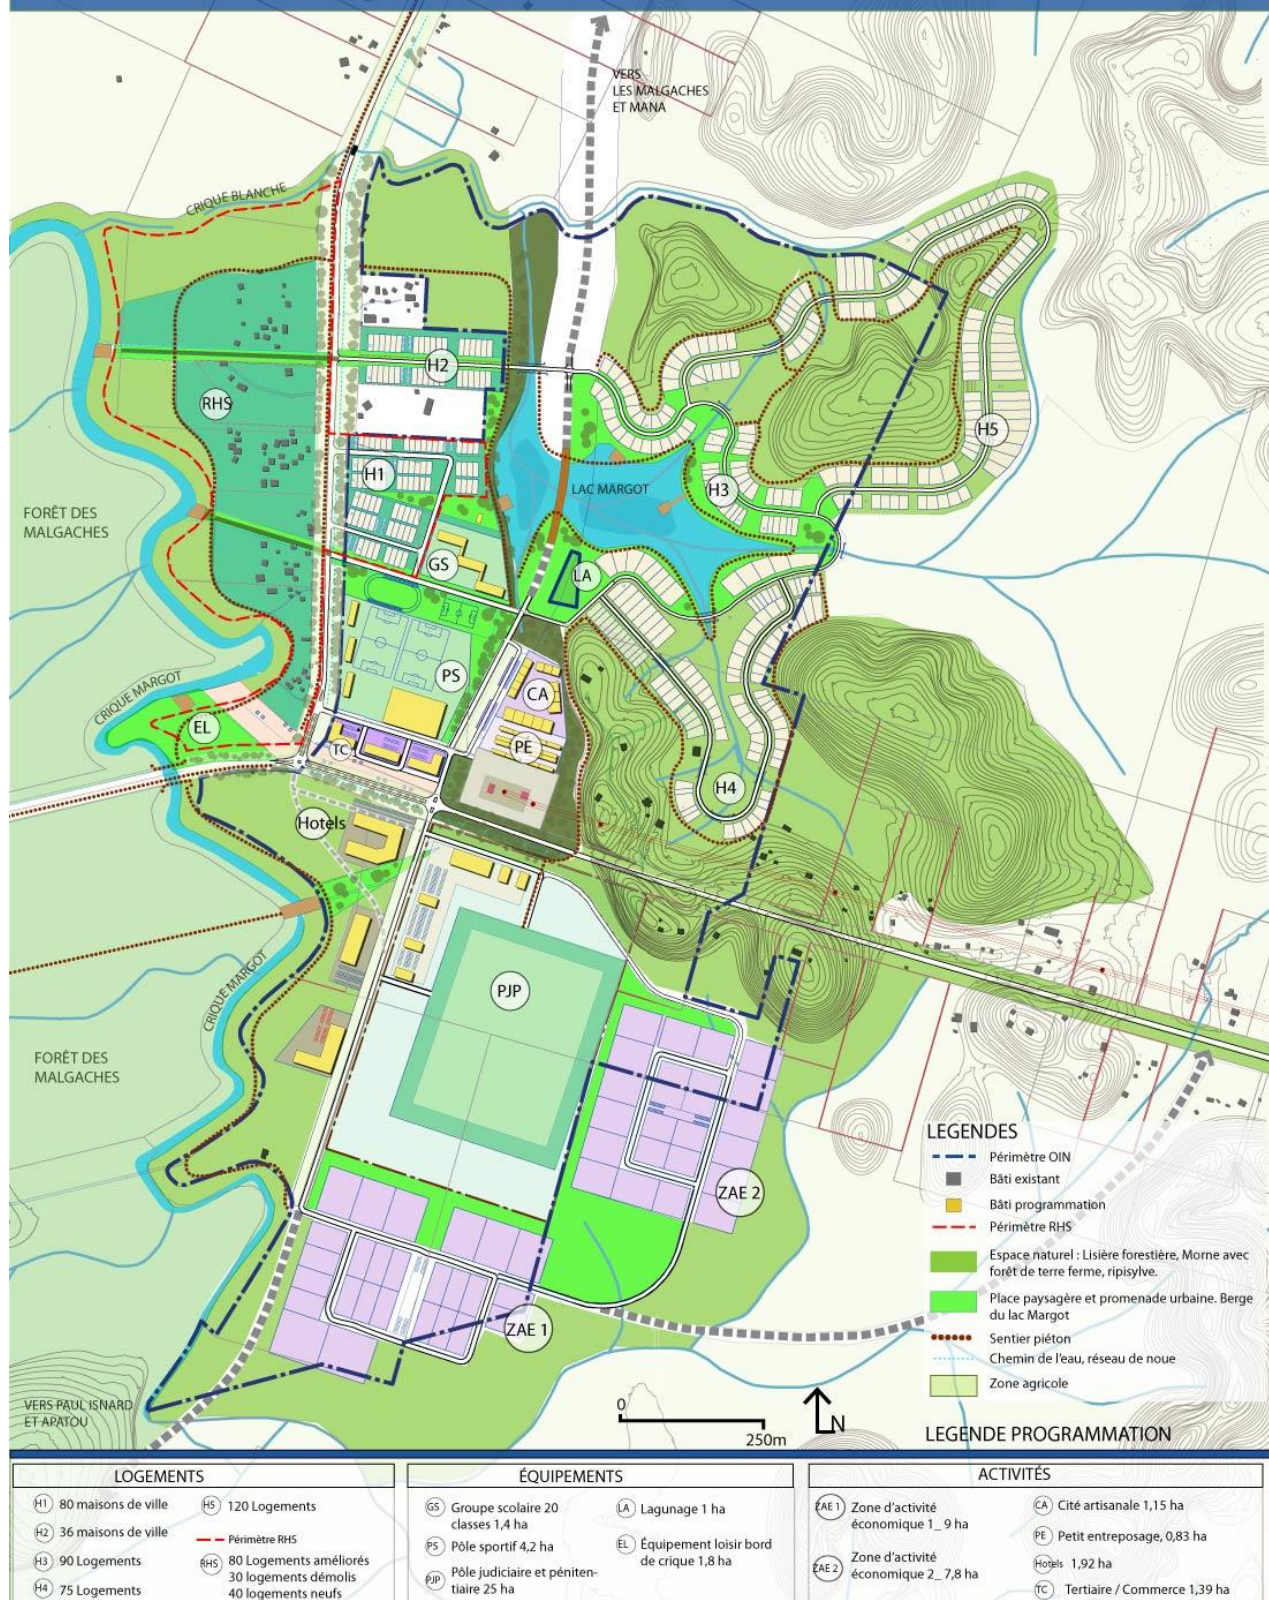 VERS
LES MALGACHES
ET MANA
CRIQUE BLANCHE
H2
RHS
H5
H1
LAC MARGOT
H3
FORÊT DES
MALGACHES
GS
LA
PS
CRIQUE MARGOT
CA
EL
TC
PE
H4
Hotels
CRIQUE MARGOT
PJP
FORÊT DES
MALGACHES
ZAE 2
ZAE 1
VERS PAUL ISNARD
ET APATOU
LEGENDES
Périmètre OIN
Bâti existant
Bâti programmation
Périmètre RHS
Espace naturel : Lisière forestière, Morne avec
forêt de terre ferme, ripisylve.
Place paysagère et promenade urbaine. Berge
du lac Margot
Sentier piéton
Chemin de l'eau, réseau de noue
Zone agricole
0
250m
N
LEGENDE PROGRAMMATION
LOGEMENTS
H1 80 maisons de ville
H2 36 maisons de ville
H3 90 Logements
H4 75 Logements
H5 120 Logements
Périmètre RHS
RHS 80 Logements améliorés
30 logements démolis
40 logements neufs
ÉQUIPEMENTS
GS Groupe scolaire 20
classes 1,4 ha
PS Pôle sportif 4,2 ha
PJP Pôle judiciaire et péniten-
tiaire 25 ha
LA Lagunage 1 ha
EL Équipement loisir bord
de crique 1,8 ha
ACTIVITÉS
ZAE 1 Zone d'activité
économique 1_ 9 ha
ZAE 2 Zone d'activité
économique 2_ 7,8 ha
CA Cité artisanale 1,15 ha
PE Petit entreposage, 0,83 ha
Hotels 1,92 ha
TC Tertiaire / Commerce 1,39 ha